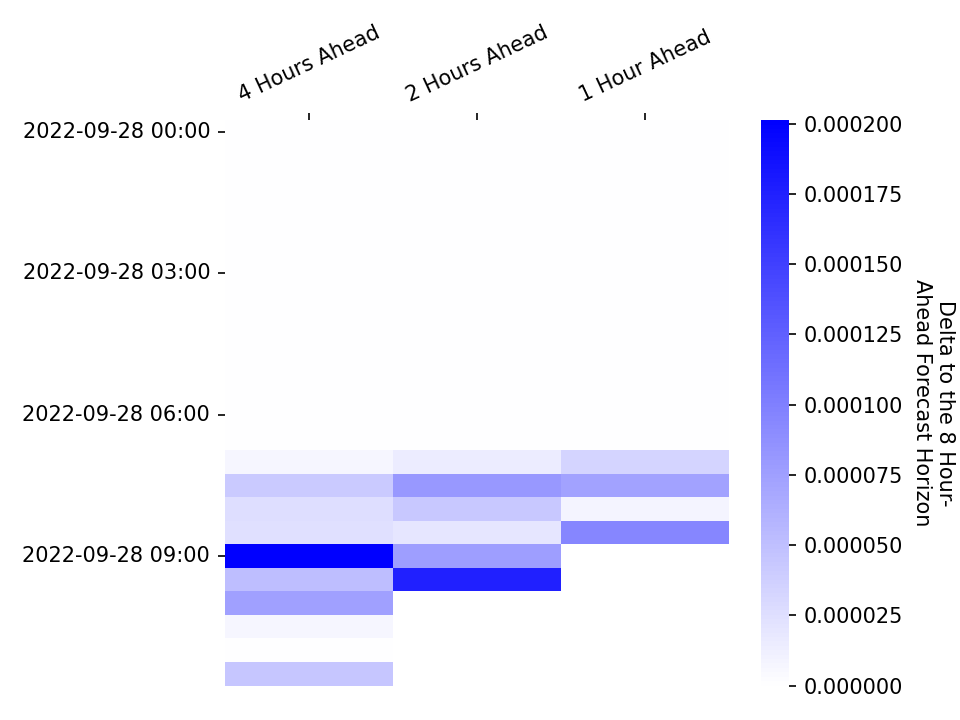 4 Hours Ahead
2 Hours Ahead
1 Hour Ahead
2022-09-28 00:00
2022-09-28 03:00
2022-09-28 06:00
2022-09-28 09:00
0.000200
0.000175
0.000150
0.000125
0.000100
0.000075
0.000050
0.000025
0.000000
Delta to the 8 Hour-
Ahead Forecast Horizon